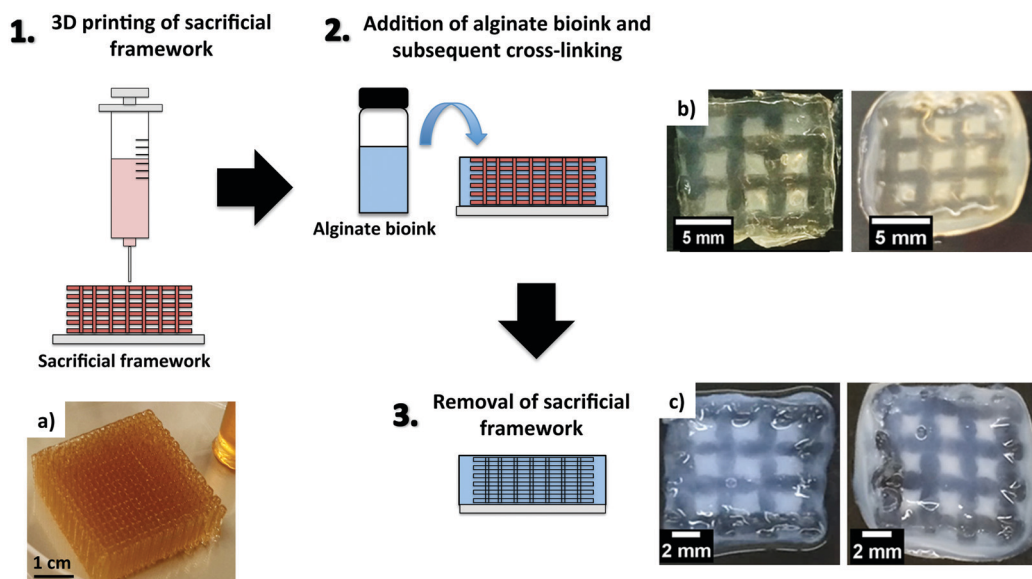 1.
3D printing of sacrificial
framework
2.
Addition of alginate bioink and
subsequent cross-linking
Alginate bioink
Sacrificial framework
a)
1 cm
b)
5 mm
5 mm
3.
Removal of sacrificial
framework
c)
2 mm
2 mm